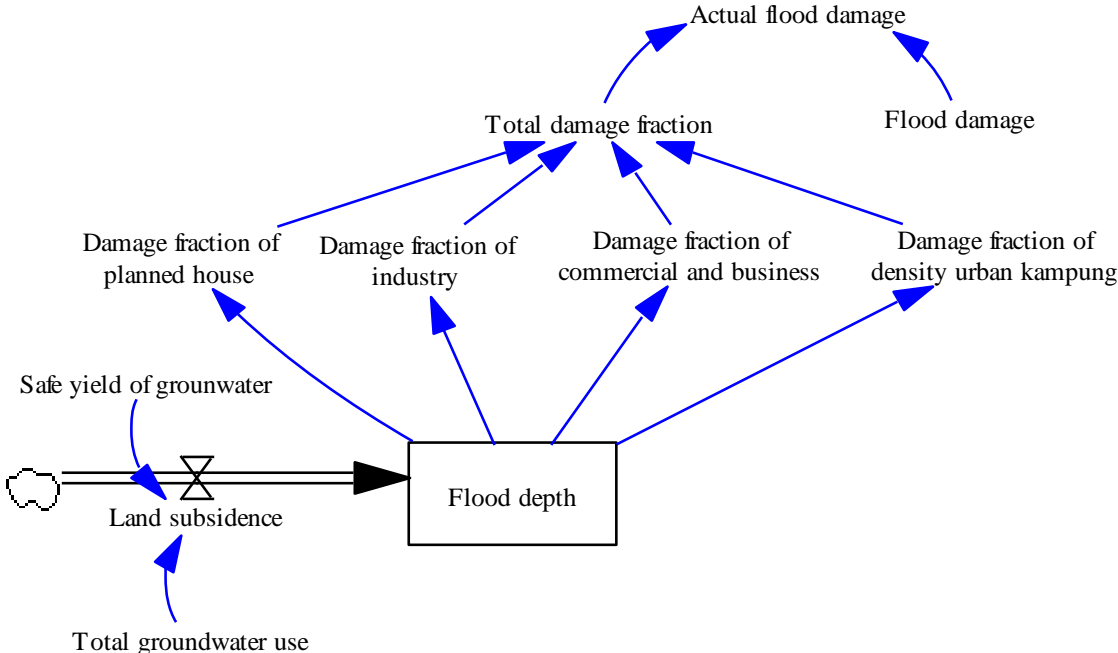 Actual flood damage
Total damage fraction
Flood damage
Damage fraction of
planned house
Damage fraction of
industry
Damage fraction of
commercial and business
Damage fraction of
density urban kampung
Safe yield of grounwater
Flood depth
Land subsidence
Total groundwater use